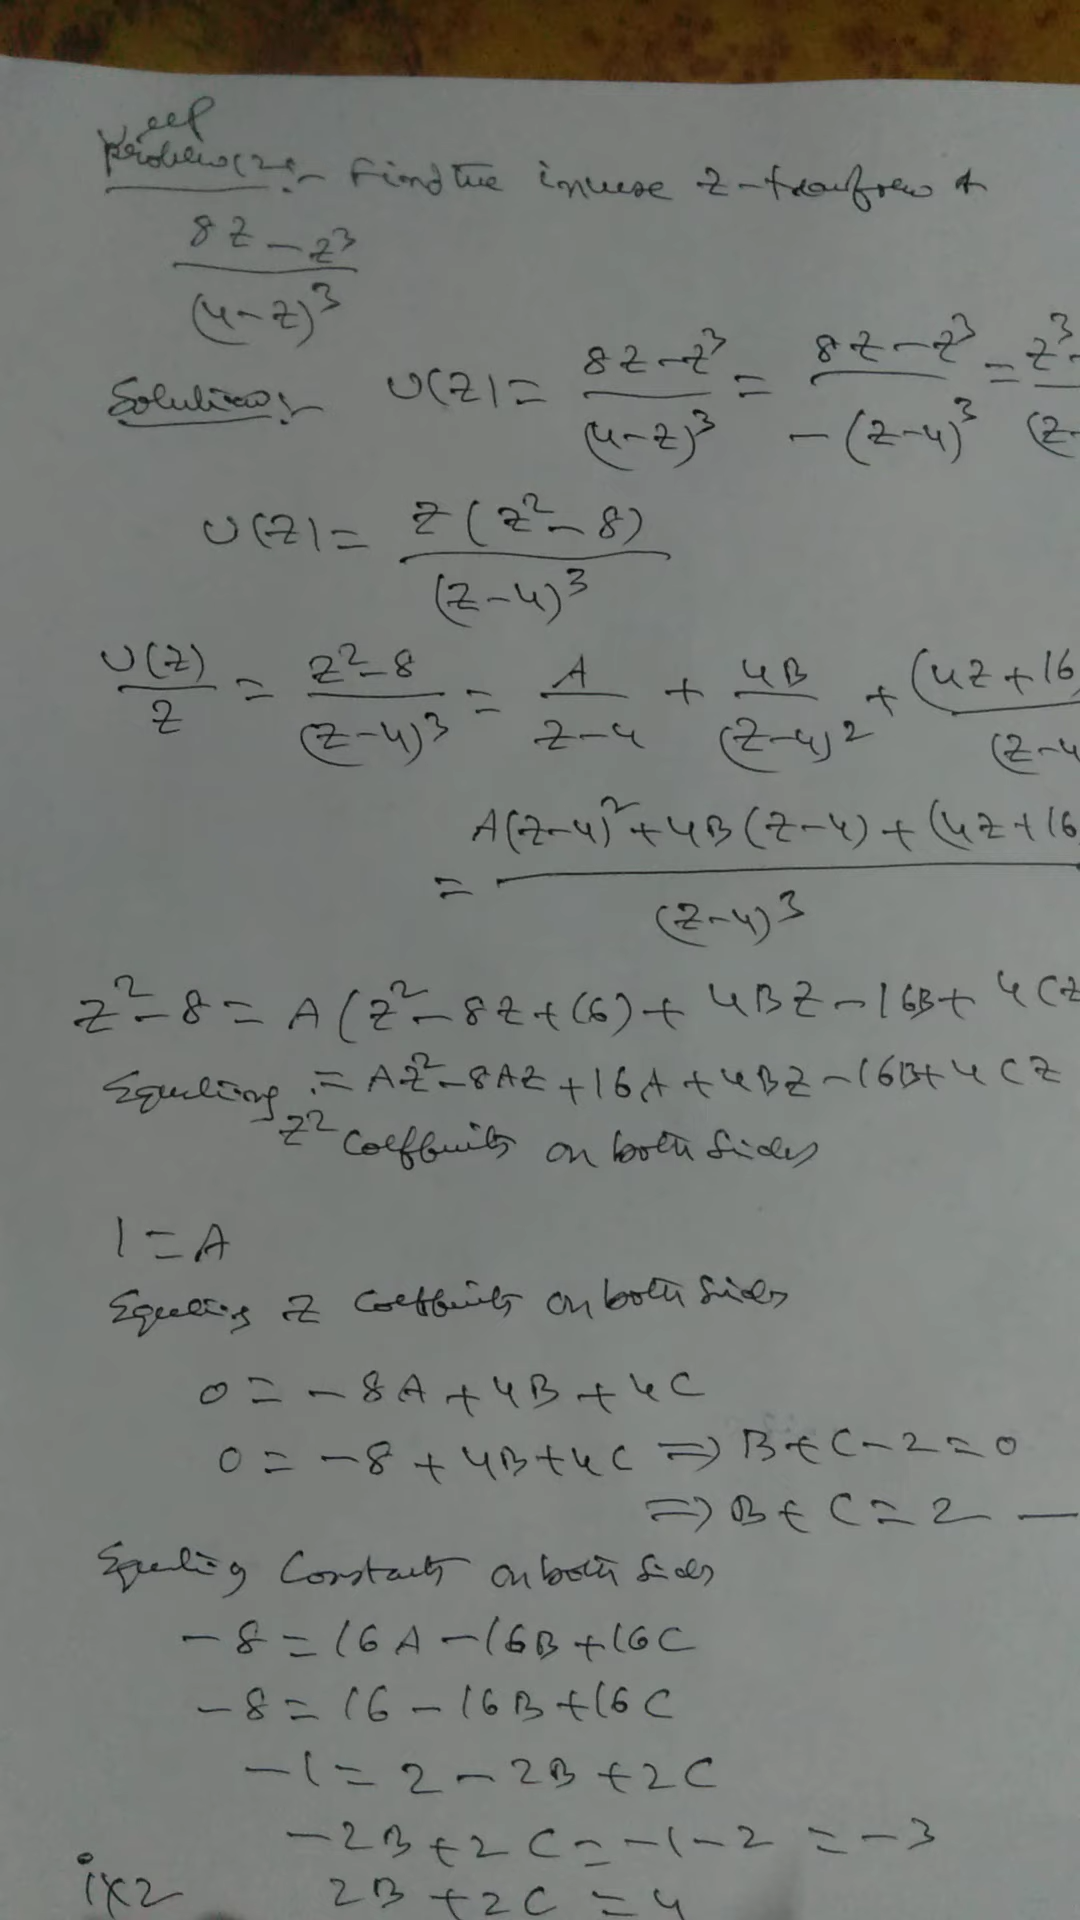 Problem(2):- Find the inverse Z-transfrom of
8Z - Z³
(4-Z)³
Solution:- U(Z) = 8Z-Z³ / (4-Z)³ = 8Z-Z³ / -(Z-4)³ = Z³- / (Z-
U(Z) = Z(Z²-8) / (Z-4)³
U(Z)/Z = Z²-8 / (Z-4)³ = A / Z-4 + 4B / (Z-4)² + (4Z+16 / (Z-4
= A(Z-4)²+4B(Z-4)+(4Z+16 / (Z-4)³
Z²-8 = A(Z²-8Z+16)+4BZ-16B+4CZ
Equating = AZ²-8AZ+16A+4BZ-16B+4CZ
Z² Coefficients on both sides
1 = A
Equating Z Coefficients on both sides
0 = -8A+4B+4C
0 = -8+4B+4C ⇒ B+C-2=0
⇒ B+C=2 —
Equating Constants on both sides
-8 = 16A-16B+16C
-8 = 16-16B+16C
-1 = 2-2B+2C
-2B+2C = -1-2 = -3
i×2 2B+2C = 4